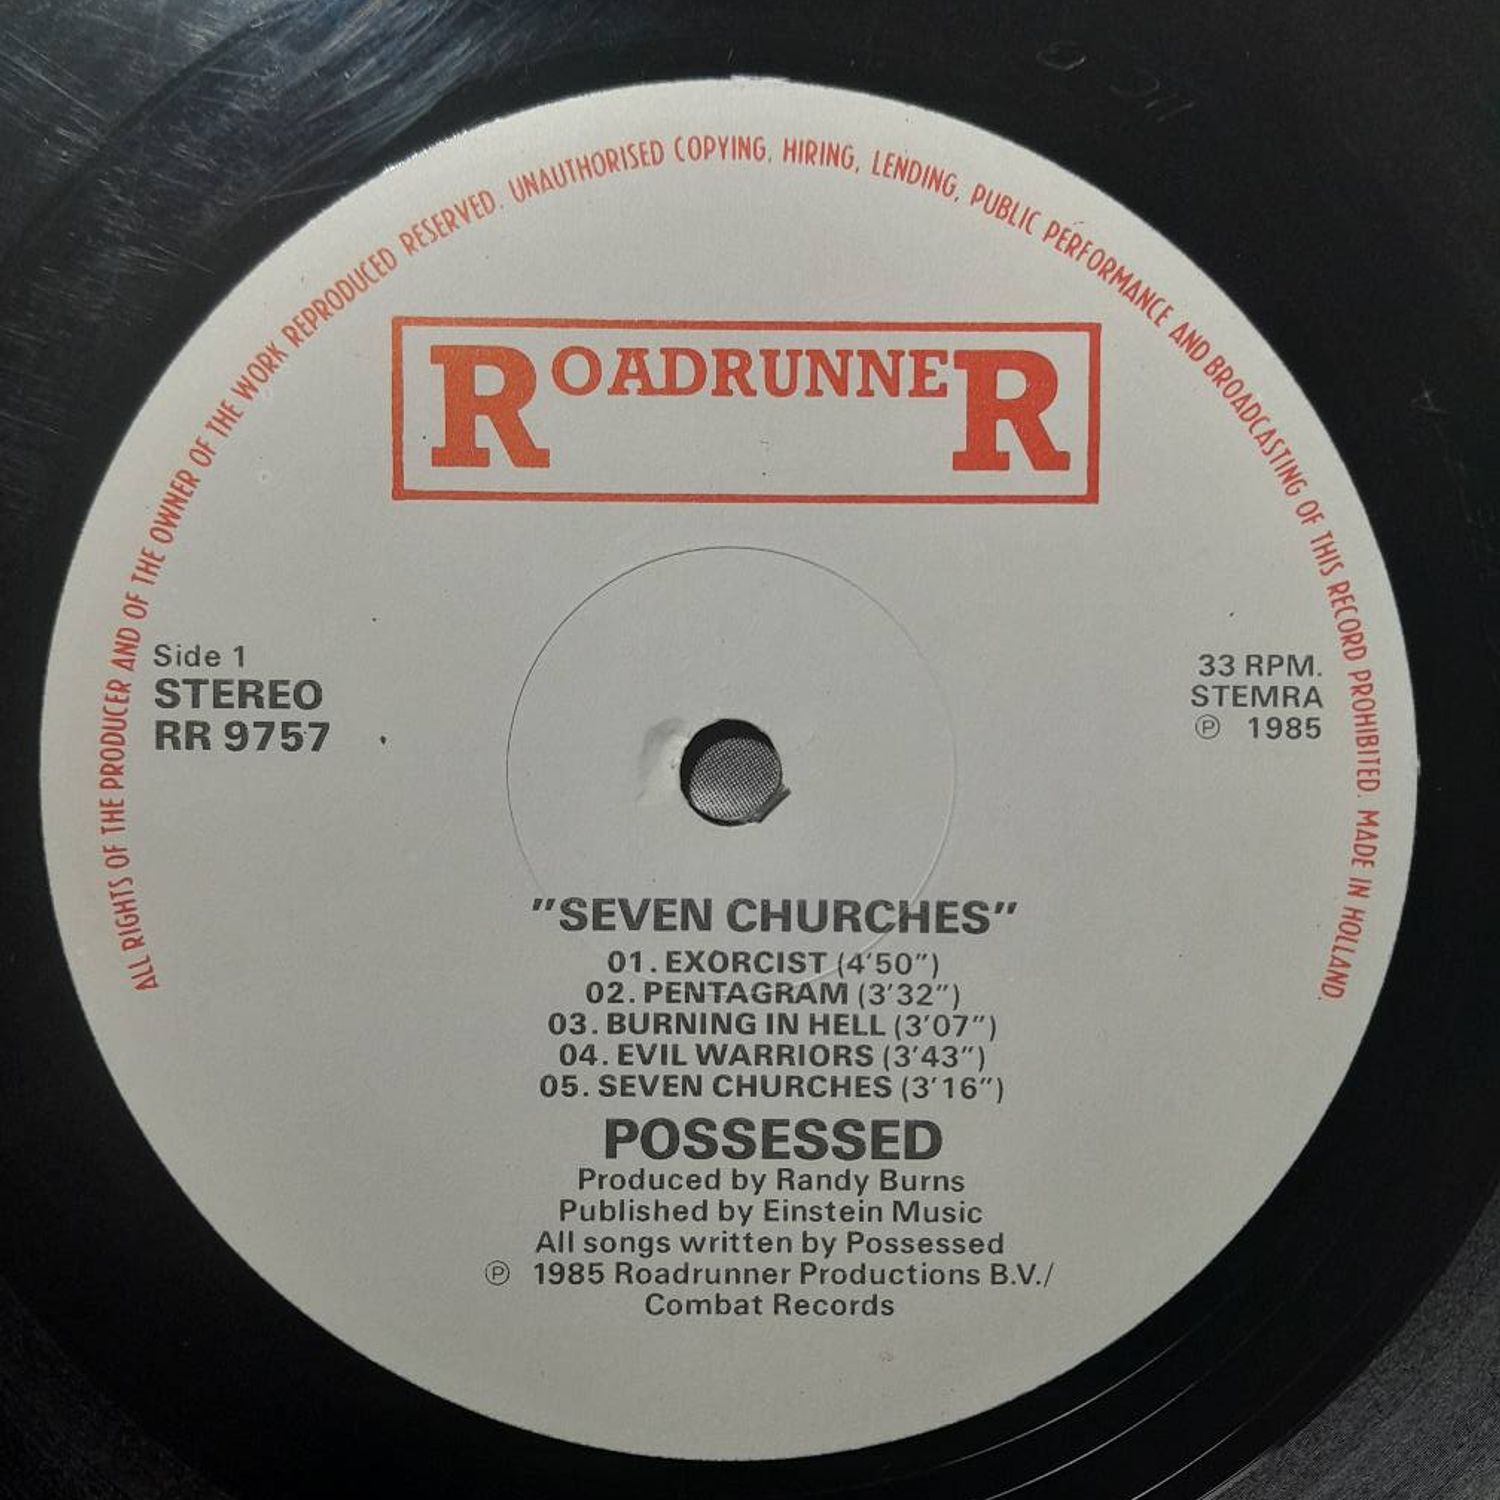 ALL RIGHTS OF THE PRODUCER AND OF THE OWNER OF THE WORK REPRODUCED RESERVED. UNAUTHORISED COPYING, HIRING, LENDING, PUBLIC PERFORMANCE AND BROADCASTING OF THIS RECORD PROHIBITED. MADE IN HOLLAND.
ROADRUNNER
Side 1
STEREO
RR 9757
33 RPM.
STEMRA
℗ 1985
"SEVEN CHURCHES"
01. EXORCIST (4'50")
02. PENTAGRAM (3'32")
03. BURNING IN HELL (3'07")
04. EVIL WARRIORS (3'43")
05. SEVEN CHURCHES (3'16")
POSSESSED
Produced by Randy Burns
Published by Einstein Music
All songs written by Possessed
℗ 1985 Roadrunner Productions B.V./
Combat Records